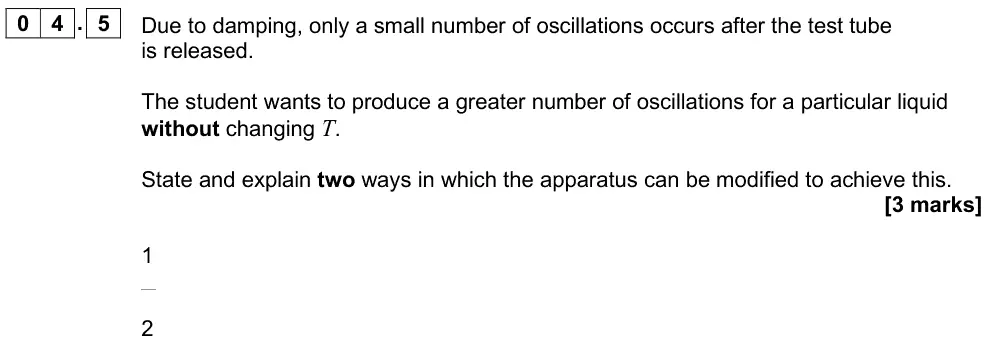 0 4 . 5 Due to damping, only a small number of oscillations occurs after the test tube
is released.
The student wants to produce a greater number of oscillations for a particular liquid
without changing T.
State and explain two ways in which the apparatus can be modified to achieve this.
[3 marks]
1
2